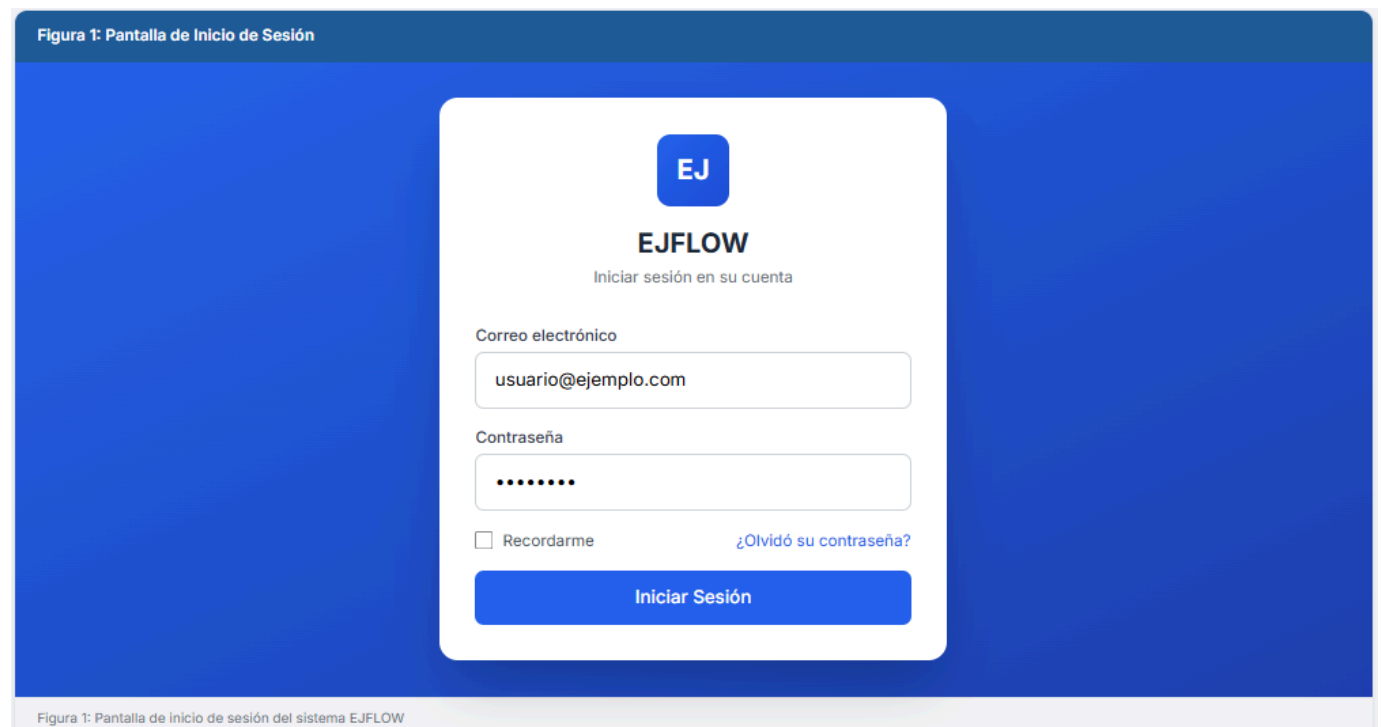 Figura 1: Pantalla de Inicio de Sesión
EJ
EJFLOW
Iniciar sesión en su cuenta
Correo electrónico
usuario@ejemplo.com
Contraseña
••••••••
Recordarme
¿Olvidó su contraseña?
Iniciar Sesión
Figura 1: Pantalla de inicio de sesión del sistema EJFLOW